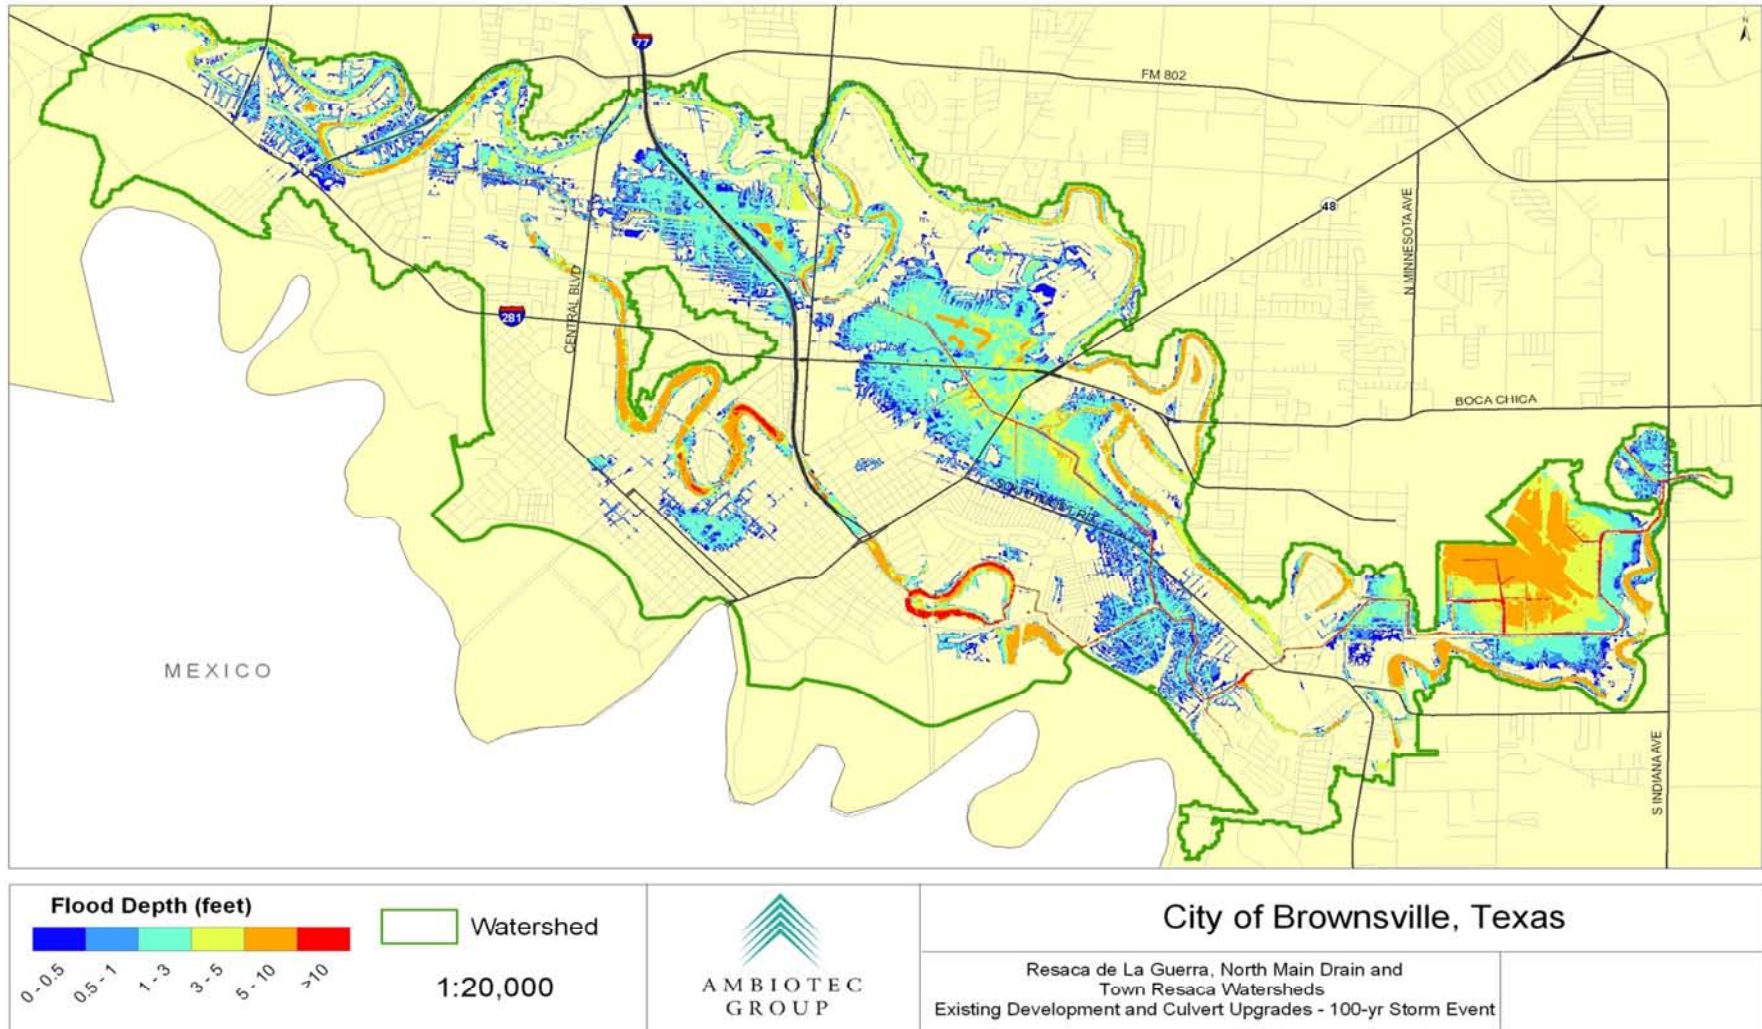 N
77
FM 802
48
N MINNESOTA AVE
CENTRAL BLVD
281
BOCA CHICA
MEXICO
S INDIANA AVE
Flood Depth (feet)
0 - 0.5
0.5 - 1
1 - 3
3 - 5
5 - 10
>10
Watershed
1:20,000
AMBIOTEC
GROUP
City of Brownsville, Texas
Resaca de La Guerra, North Main Drain and
Town Resaca Watersheds
Existing Development and Culvert Upgrades - 100-yr Storm Event